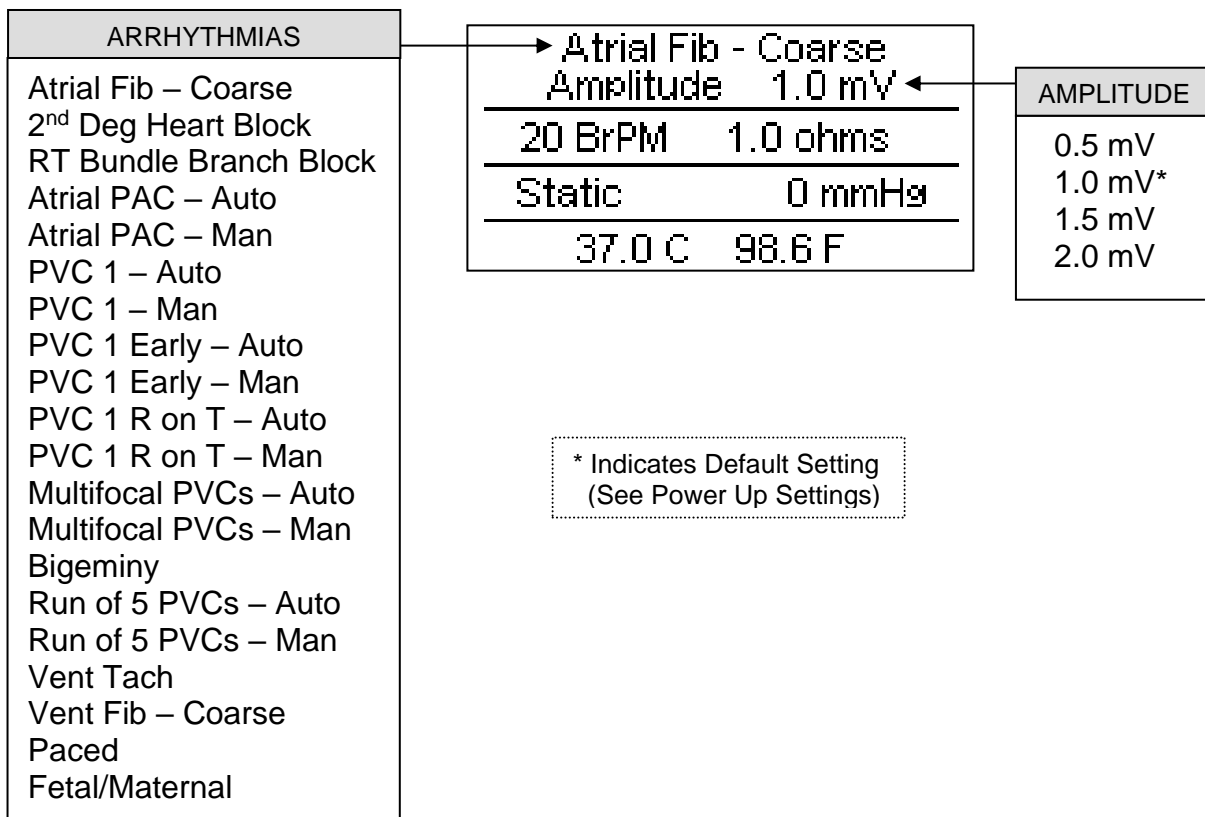 ARRHYTHMIAS
Atrial Fib – Coarse
2nd Deg Heart Block
RT Bundle Branch Block
Atrial PAC – Auto
Atrial PAC – Man
PVC 1 – Auto
PVC 1 – Man
PVC 1 Early – Auto
PVC 1 Early – Man
PVC 1 R on T – Auto
PVC 1 R on T – Man
Multifocal PVCs – Auto
Multifocal PVCs – Man
Bigeminy
Run of 5 PVCs – Auto
Run of 5 PVCs – Man
Vent Tach
Vent Fib – Coarse
Paced
Fetal/Maternal
Atrial Fib - Coarse
Amplitude 1.0 mV
20 BrPM 1.0 ohms
Static 0 mmHg
37.0 C 98.6 F
AMPLITUDE
0.5 mV
1.0 mV*
1.5 mV
2.0 mV
* Indicates Default Setting
(See Power Up Settings)